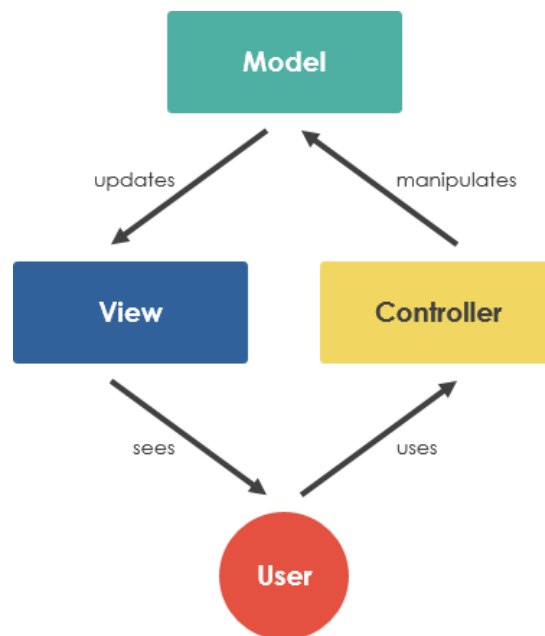 Model
updates
manipulates
View
Controller
sees
uses
User